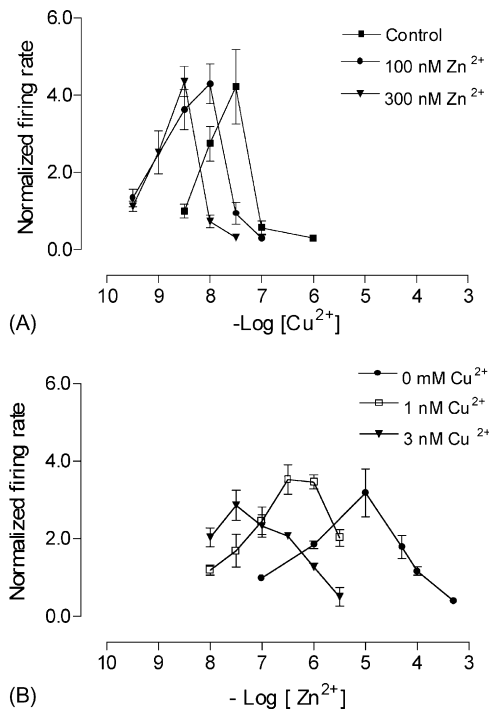 6.0
4.0
2.0
0.0
Normalized firing rate
Control
100 nM Zn 2+
300 nM Zn 2+
10 9 8 7 6 5 4 3
(A) -Log [Cu2+]
6.0
4.0
2.0
0.0
Normalized firing rate
0 mM Cu2+
1 nM Cu2+
3 nM Cu 2+
10 9 8 7 6 5 4 3
(B) - Log [ Zn2+]